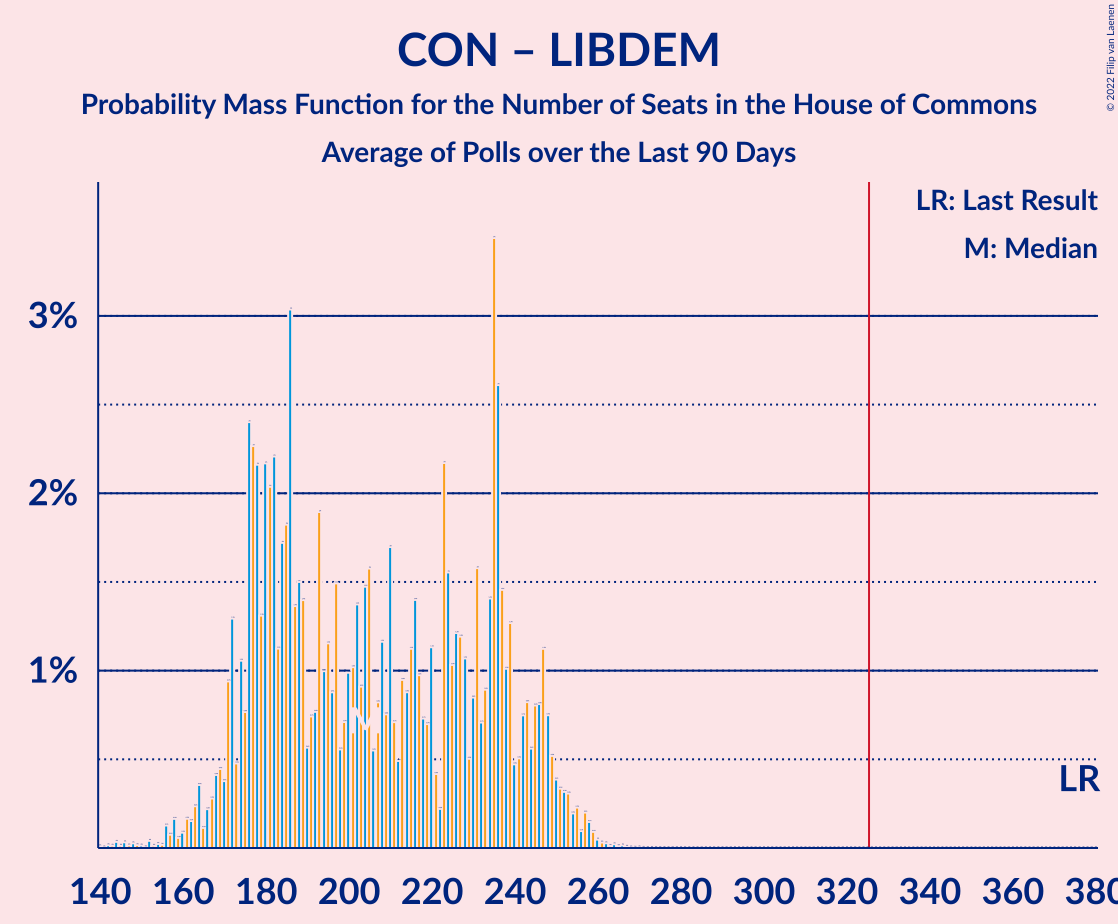 CON – LIBDEM
Probability Mass Function for the Number of Seats in the House of Commons
Average of Polls over the Last 90 Days
© 2022 Filip van Laenen
LR: Last Result
M: Median
3%
2%
1%
M
LR
140 160 180 200 220 240 260 280 300 320 340 360 380